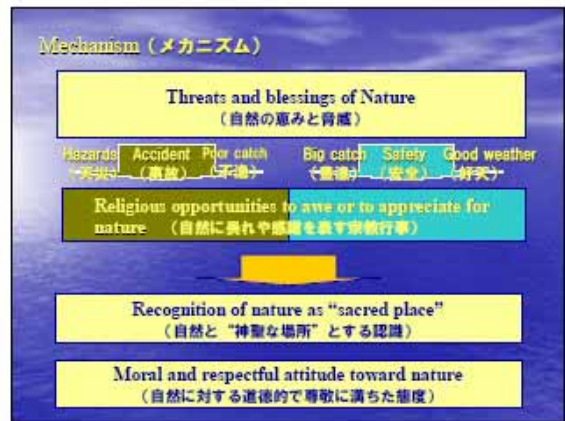 Mechanism（メカニズム）
Threats and blessings of Nature
（自然の恵みと脅威）
Hazards Accident Poor catch Big catch Safety Good weather
（天災）（事故）（不漁）（豊漁）（安全）（好天）
Religious opportunities to awe or to appreciate for
nature （自然に畏れや感謝を表す宗教行事）
Recognition of nature as “sacred place”
（自然と“神聖な場所”とする認識）
Moral and respectful attitude toward nature
（自然に対する道徳的で尊敬に満ちた態度）